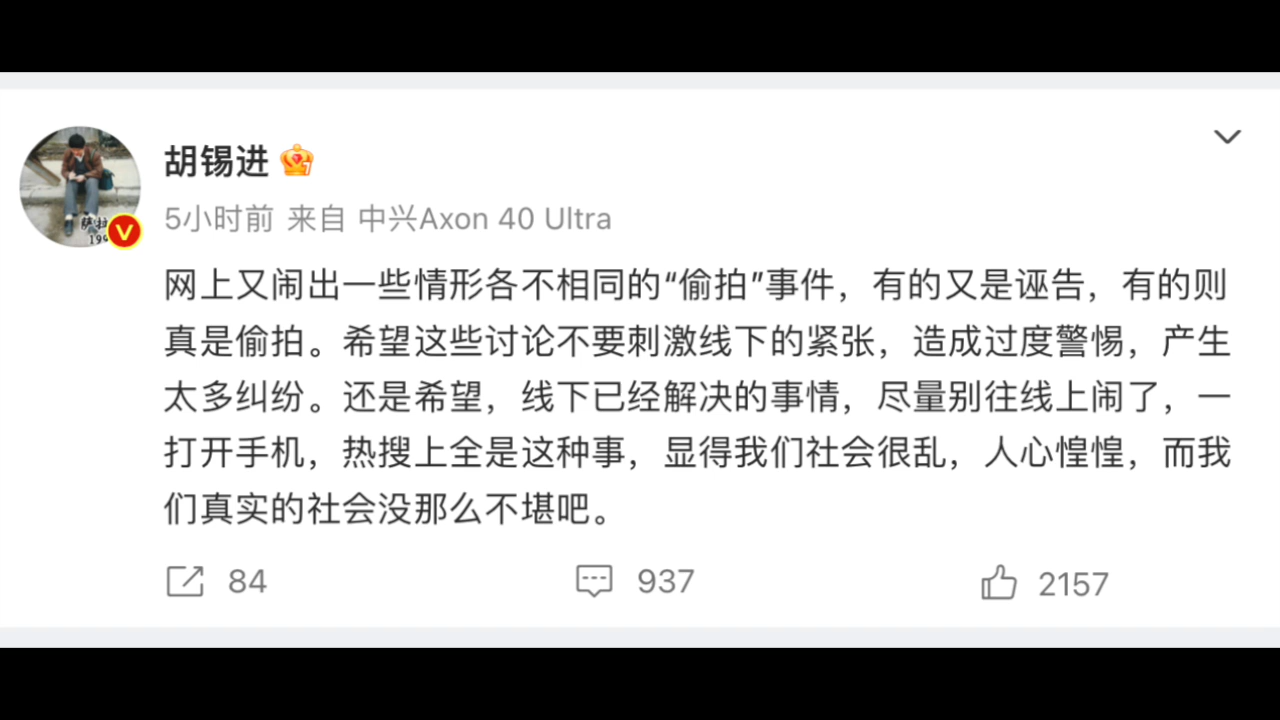 胡锡进
5小时前 来自 中兴Axon 40 Ultra
网上又闹出一些情形各不相同的“偷拍”事件，有的又是诬告，有的则
真是偷拍。希望这些讨论不要刺激线下的紧张，造成过度警惕，产生
太多纠纷。还是希望，线下已经解决的事情，尽量别往线上闹了，一
打开手机，热搜上全是这种事，显得我们社会很乱，人心惶惶，而我
们真实的社会没那么不堪吧。
84
937
2157